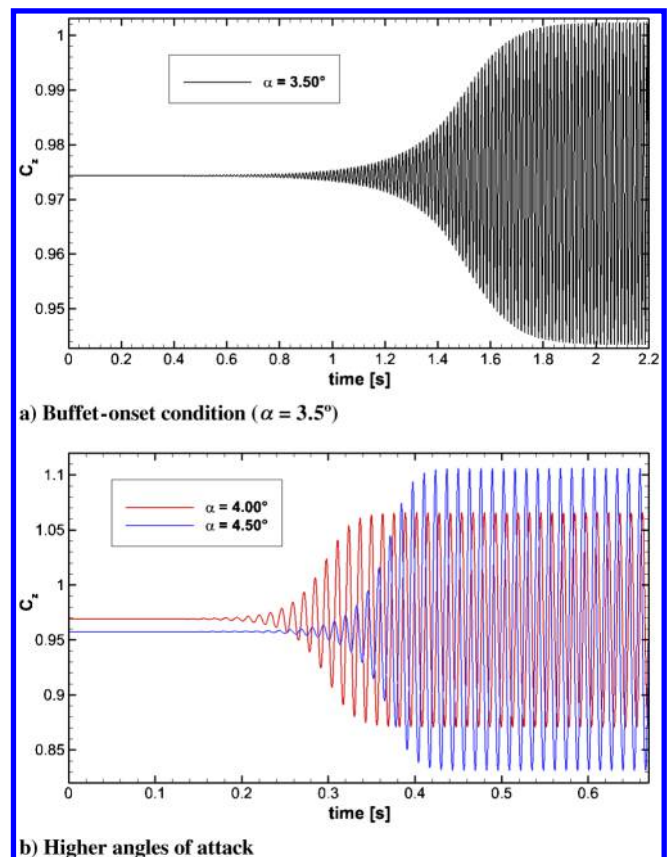 1
0.99
0.98
0.97
0.96
0.95
C_z
α = 3.50°
0 0.2 0.4 0.6 0.8 1 1.2 1.4 1.6 1.8 2 2.2
time [s]
a) Buffet-onset condition (α = 3.5°)
1.1
1.05
1
0.95
0.9
0.85
C_z
α = 4.00°
α = 4.50°
0 0.1 0.2 0.3 0.4 0.5 0.6
time [s]
b) Higher angles of attack